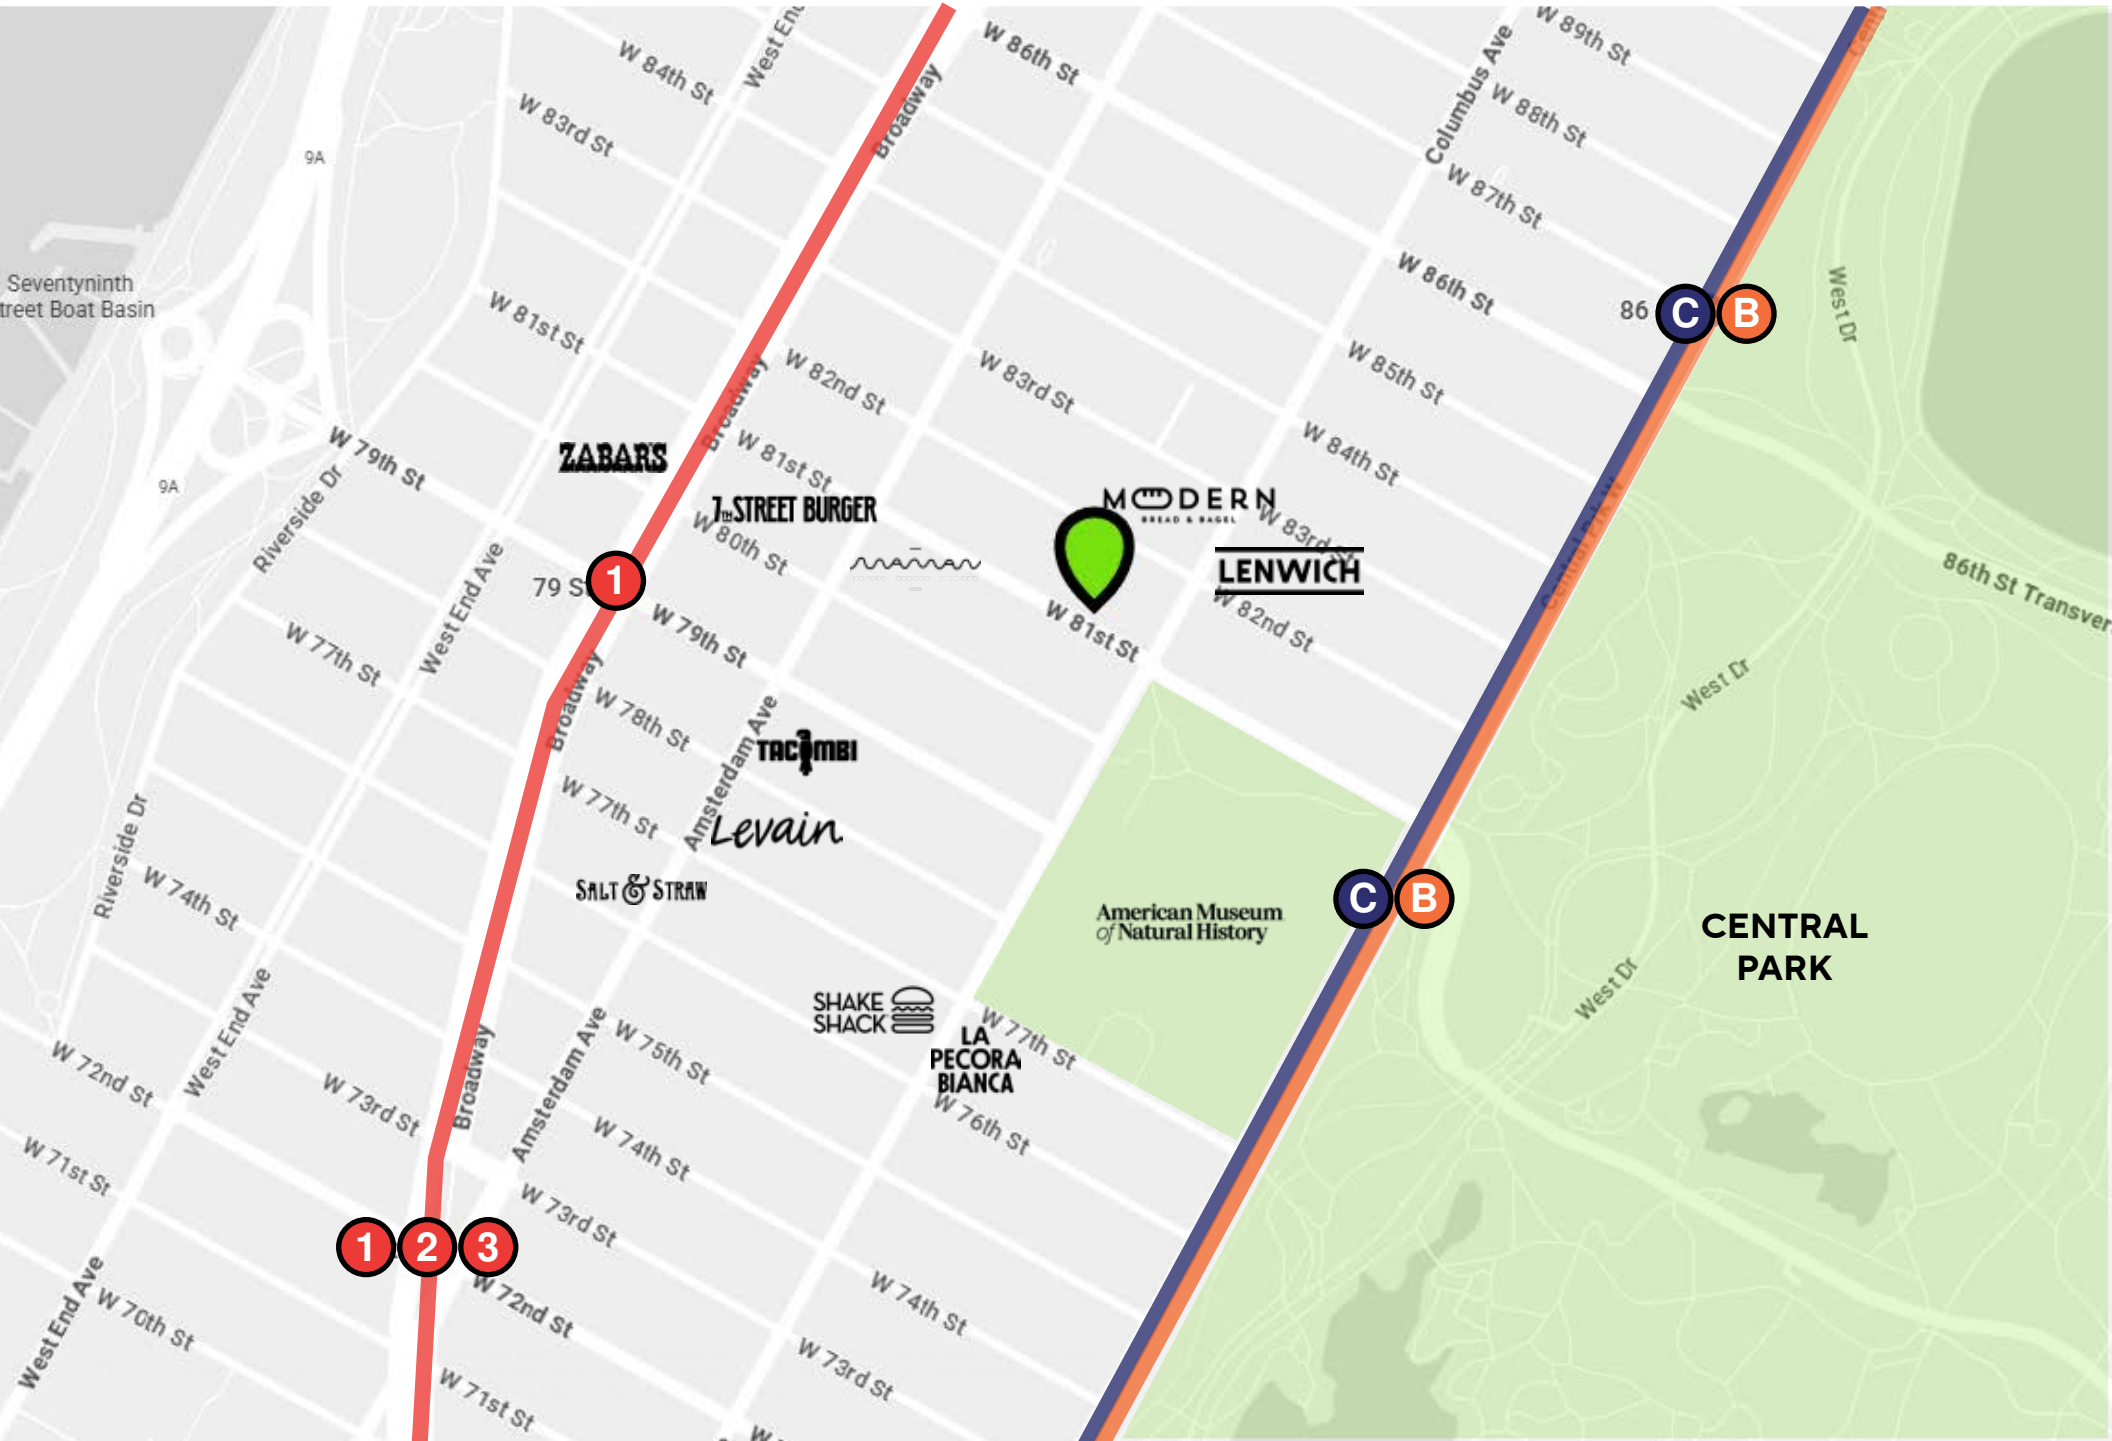 W 89th St
W 86th St
W 84th St
West En
Cent
Broadway
Columbus Ave
W 88th St
W 83rd St
9A
W 87th St
Seventyninth
treet Boat Basin
W 81st St
W 86th St
86
C
B
West Dr
W 82nd St
W 83rd St
W 85th St
Broadway
W 79th St
ZABAR'S
W 81st St
W 84th St
9A
Riverside Dr
7TH STREET BURGER
MODERN
BREAD & BAGEL
W 83rd St
Central Park W
W 80th St
LENWICH
79 St
1
West End Ave
W 79th St
W 81st St
W 82nd St
86th St Transver
W 77th St
Broadway
W 78th St
Amsterdam Ave
TACOMBI
West Dr
W 77th St
Levain
Riverside Dr
W 74th St
SALT & STRAW
American Museum
of Natural History
C
B
CENTRAL
PARK
West Dr
SHAKE
SHACK
LA
PECORA
BIANCA
W 77th St
West End Ave
W 72nd St
W 73rd St
Broadway
Amsterdam Ave
W 75th St
W 76th St
W 71st St
W 74th St
W 73rd St
1
2
3
West End Ave
W 70th St
W 72nd St
W 74th St
W 71st St
W 73rd St
W